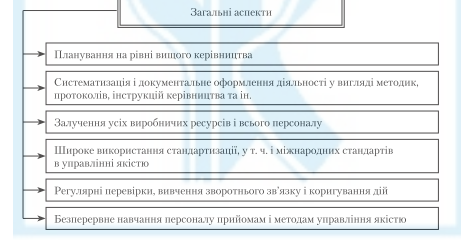 Загальні аспекти
Планування на рівні вищого керівництва
Систематизація і документальне оформлення діяльності у вигляді методик,
протоколів, інструкцій керівництва та ін.
Залучення усіх виробничих ресурсів і всього персоналу
Широке використання стандартизації, у т. ч. і міжнародних стандартів
в управлінні якістю
Регулярні перевірки, вивчення зворотнього зв’язку і коригування дій
Безперервне навчання персоналу прийомам і методам управління якістю